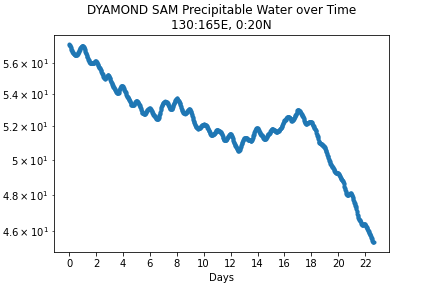 DYAMOND SAM Precipitable Water over Time
130:165E, 0:20N
5.6 × 10¹
5.4 × 10¹
5.2 × 10¹
5 × 10¹
4.8 × 10¹
4.6 × 10¹
0 2 4 6 8 10 12 14 16 18 20 22
Days